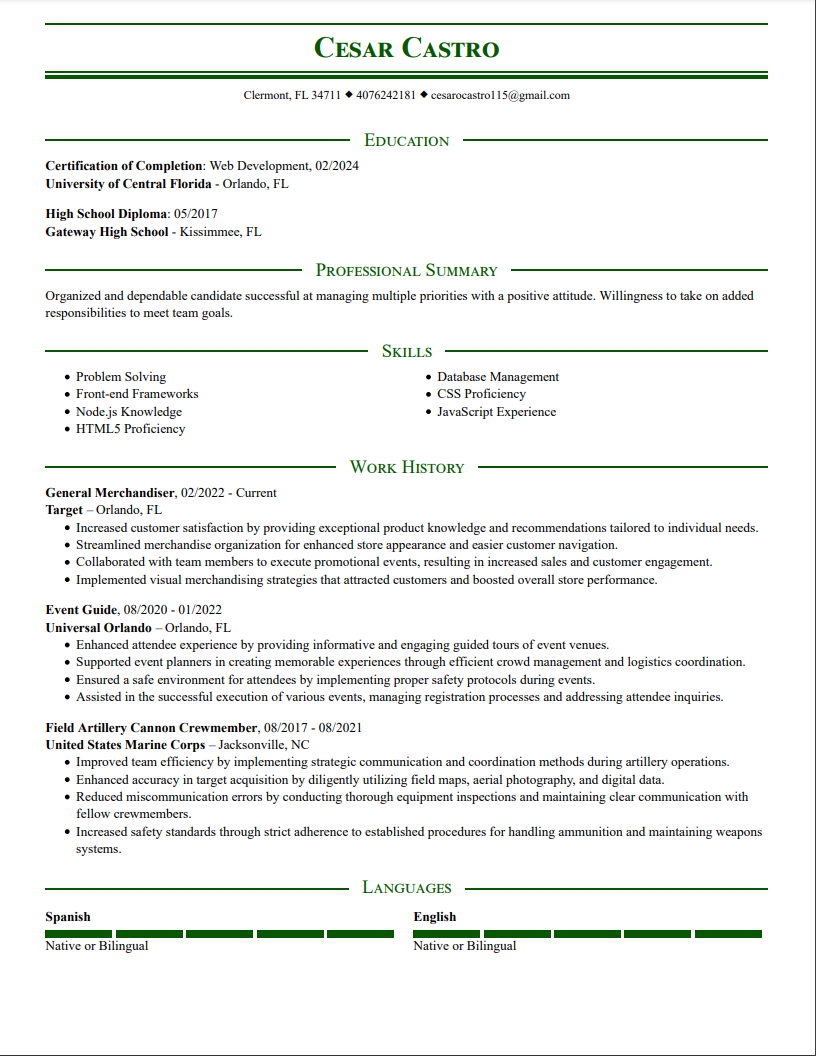 Cesar Castro
Clermont, FL 34711 ◆ 4076242181 ◆ cesarocastro115@gmail.com
Education
Certification of Completion: Web Development, 02/2024
University of Central Florida - Orlando, FL
High School Diploma: 05/2017
Gateway High School - Kissimmee, FL
Professional Summary
Organized and dependable candidate successful at managing multiple priorities with a positive attitude. Willingness to take on added
responsibilities to meet team goals.
Skills
• Problem Solving
• Front-end Frameworks
• Node.js Knowledge
• HTML5 Proficiency
• Database Management
• CSS Proficiency
• JavaScript Experience
Work History
General Merchandiser, 02/2022 - Current
Target – Orlando, FL
• Increased customer satisfaction by providing exceptional product knowledge and recommendations tailored to individual needs.
• Streamlined merchandise organization for enhanced store appearance and easier customer navigation.
• Collaborated with team members to execute promotional events, resulting in increased sales and customer engagement.
• Implemented visual merchandising strategies that attracted customers and boosted overall store performance.
Event Guide, 08/2020 - 01/2022
Universal Orlando – Orlando, FL
• Enhanced attendee experience by providing informative and engaging guided tours of event venues.
• Supported event planners in creating memorable experiences through efficient crowd management and logistics coordination.
• Ensured a safe environment for attendees by implementing proper safety protocols during events.
• Assisted in the successful execution of various events, managing registration processes and addressing attendee inquiries.
Field Artillery Cannon Crewmember, 08/2017 - 08/2021
United States Marine Corps – Jacksonville, NC
• Improved team efficiency by implementing strategic communication and coordination methods during artillery operations.
• Enhanced accuracy in target acquisition by diligently utilizing field maps, aerial photography, and digital data.
• Reduced miscommunication errors by conducting thorough equipment inspections and maintaining clear communication with
fellow crewmembers.
• Increased safety standards through strict adherence to established procedures for handling ammunition and maintaining weapons
systems.
Languages
Spanish
Native or Bilingual
English
Native or Bilingual